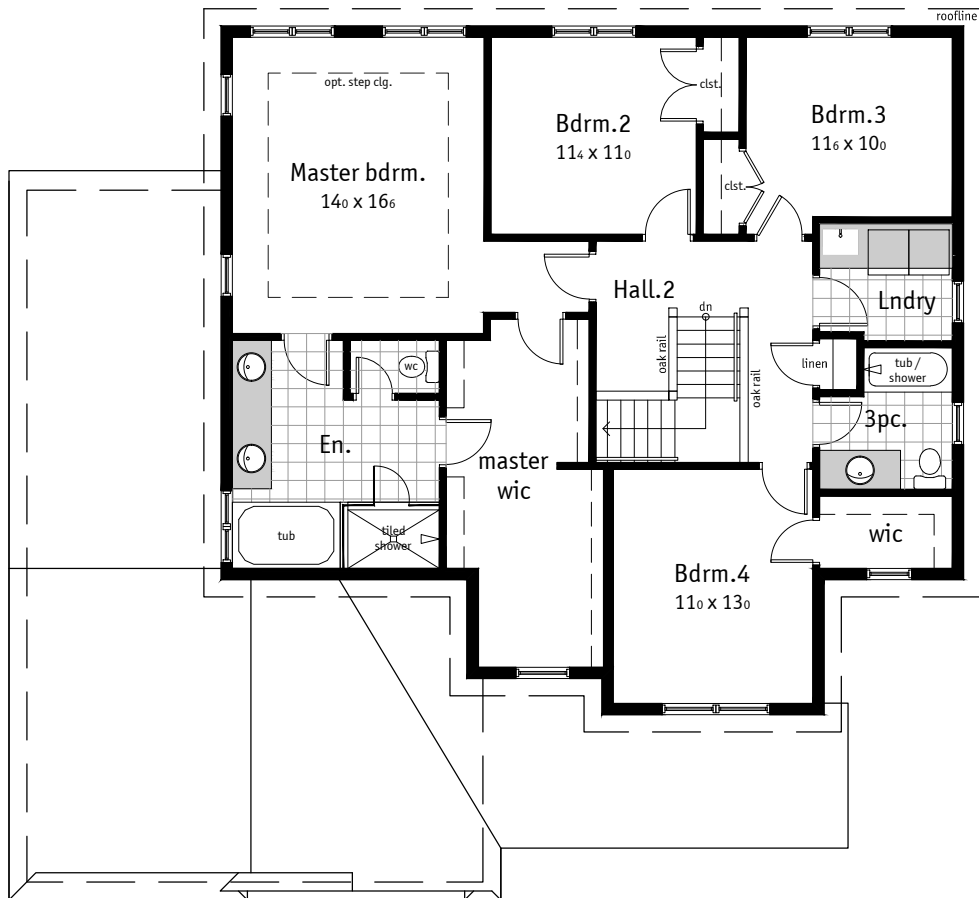 roofline
opt. step clg.
Master bdrm.
14₀ x 16₆
Bdrm.2
11₄ x 11₀
clst.
clst.
Bdrm.3
11₆ x 10₀
Hall.2
dn
oak rail
oak rail
Lndry
linen
tub /
shower
3pc.
wc
En.
master
wic
tub
tiled
shower
wic
Bdrm.4
11₀ x 13₀